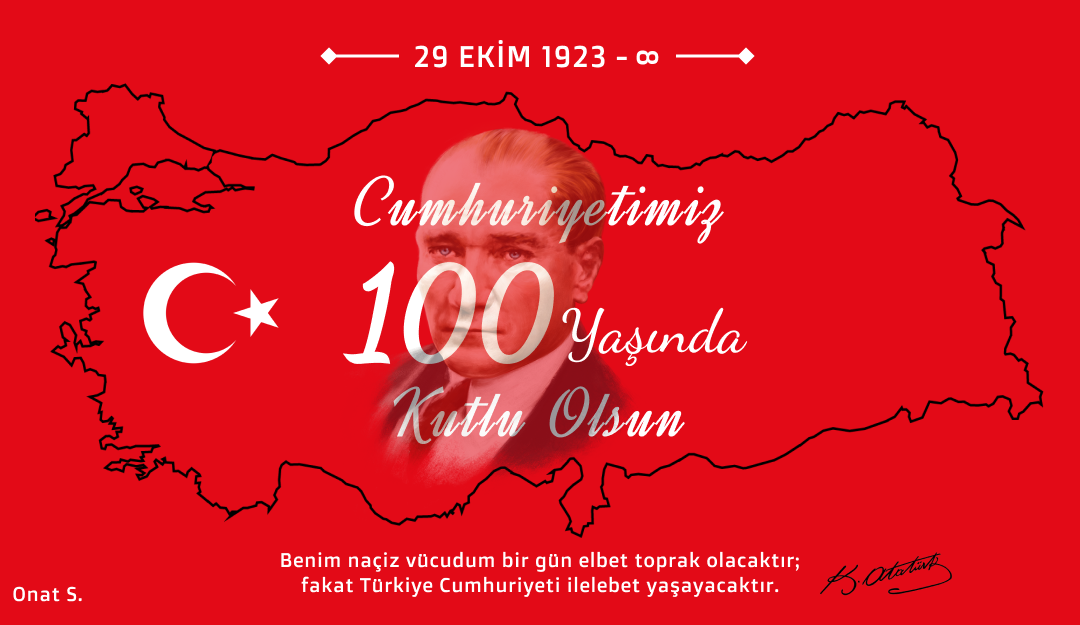 29 EKİM 1923 - ∞
Cumhuriyetimiz
100 Yaşında
Kutlu Olsun
Benim naçiz vücudum bir gün elbet toprak olacaktır;
fakat Türkiye Cumhuriyeti ilelebet yaşayacaktır.
K. Atatürk
Onat S.